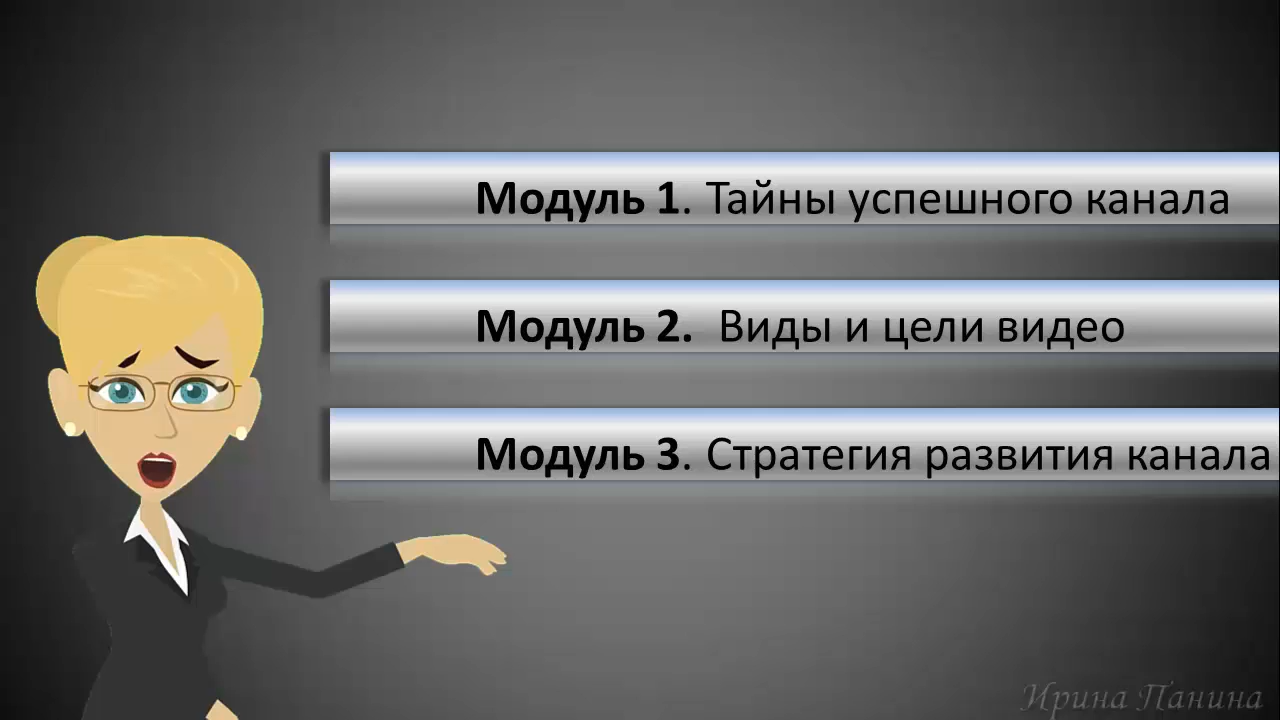 Модуль 1. Тайны успешного канала
Модуль 2. Виды и цели видео
Модуль 3. Стратегия развития канала
Ирина Панина